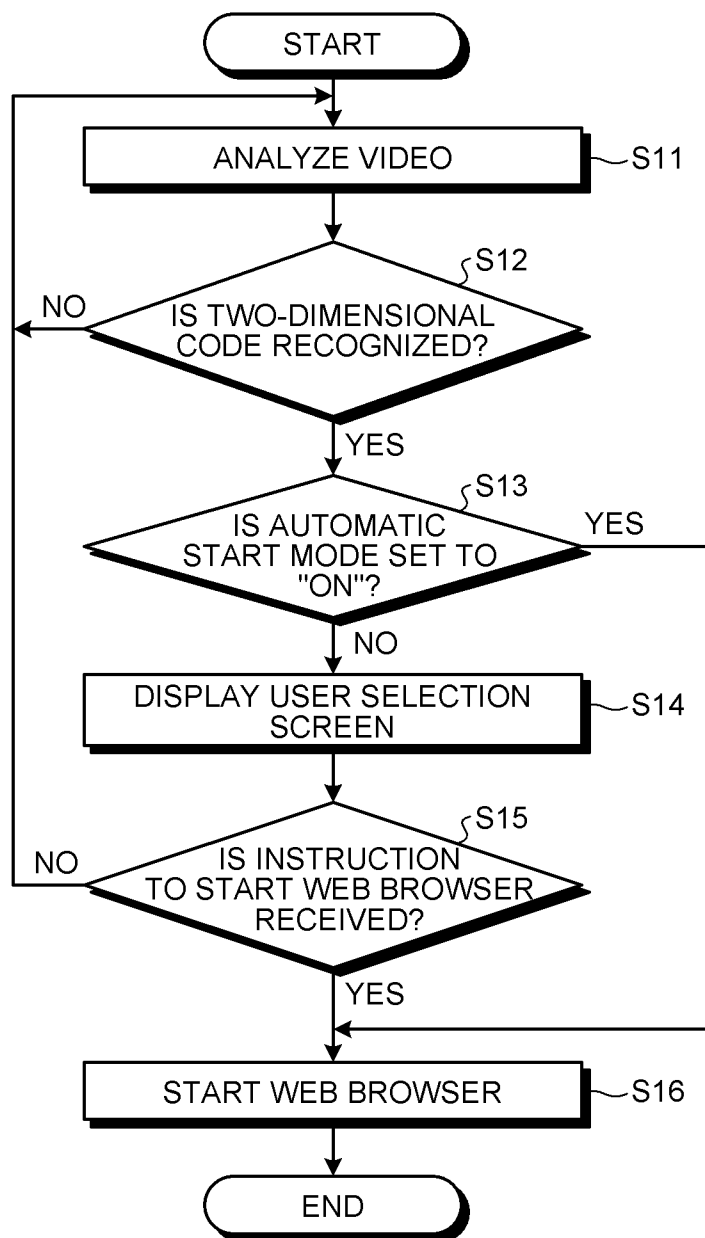 START
ANALYZE VIDEO
S11
S12
NO
IS TWO-DIMENSIONAL
CODE RECOGNIZED?
YES
S13
IS AUTOMATIC
START MODE SET TO
"ON"?
YES
NO
DISPLAY USER SELECTION
SCREEN
S14
S15
NO
IS INSTRUCTION
TO START WEB BROWSER
RECEIVED?
YES
START WEB BROWSER
S16
END